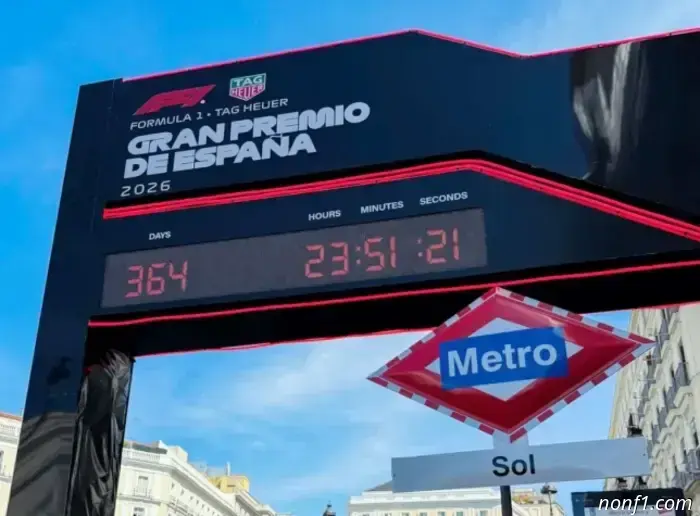 F1
TAG
HEUER
FORMULA 1 • TAG HEUER
GRAN PREMIO
DE ESPAÑA
2026
DAYS HOURS MINUTES SECONDS
364 23:51:21
Metro
Sol
nonf1.com